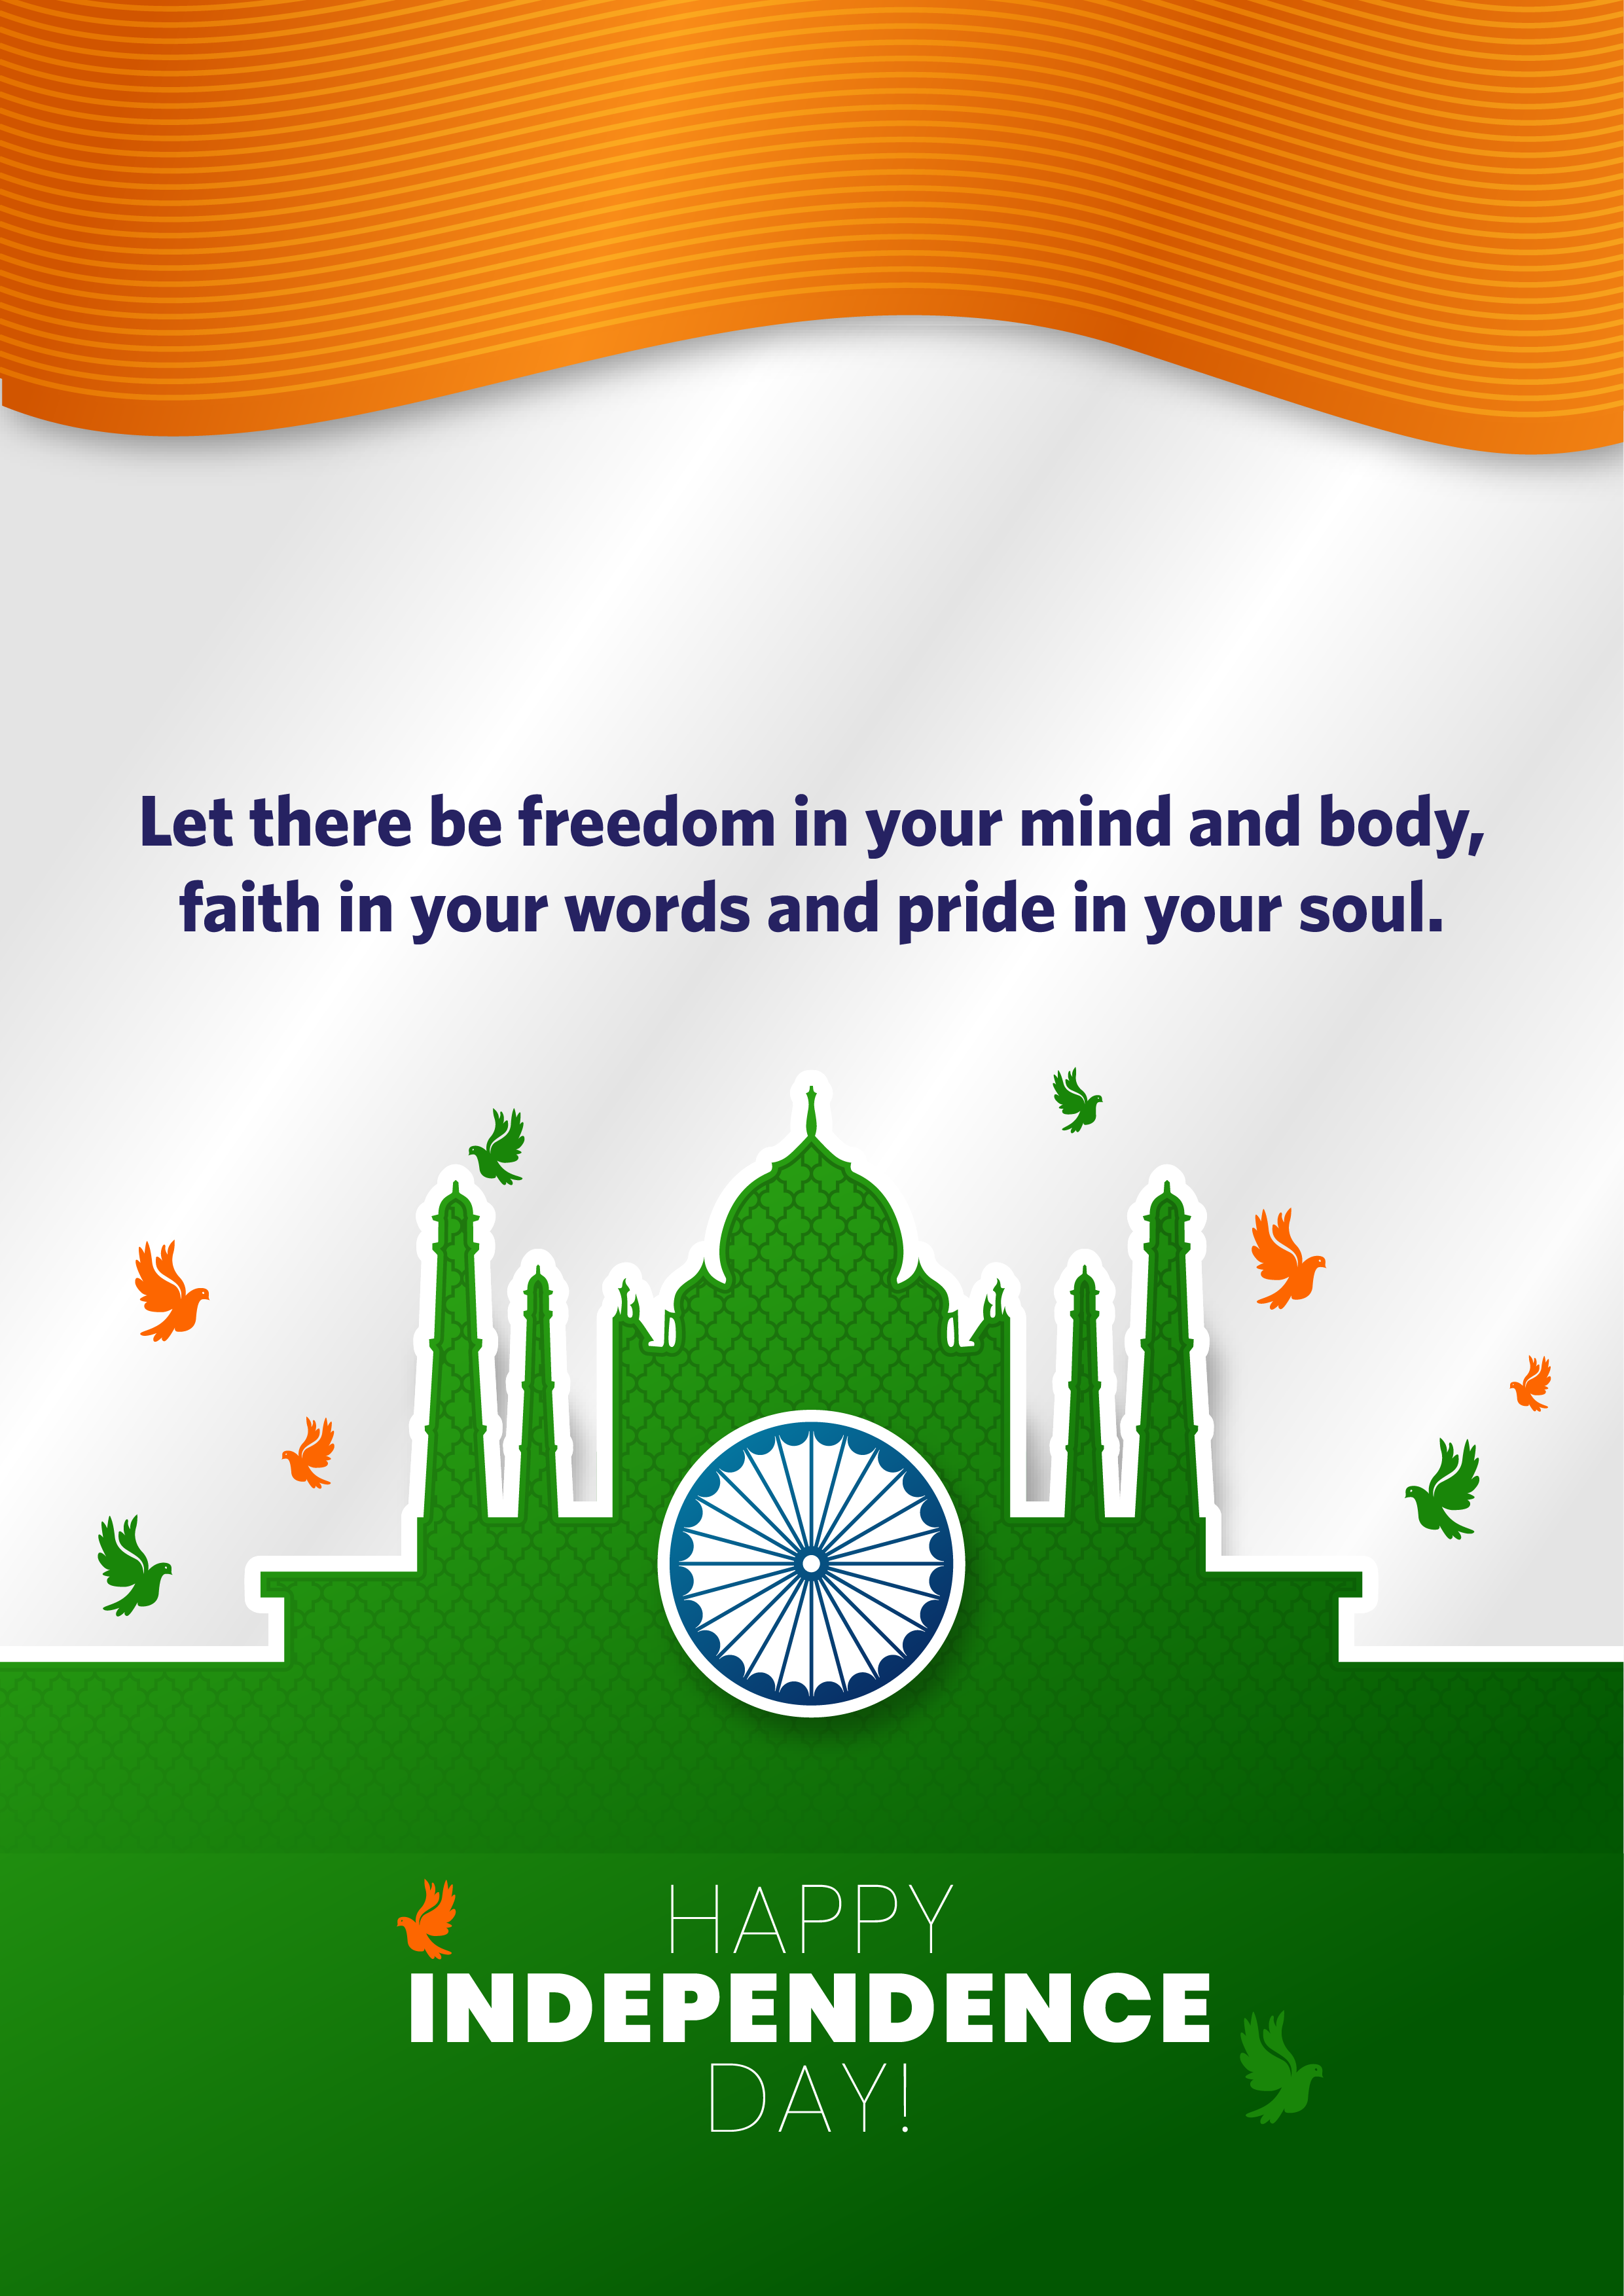 Let there be freedom in your mind and body,
faith in your words and pride in your soul.
HAPPY
INDEPENDENCE
DAY!